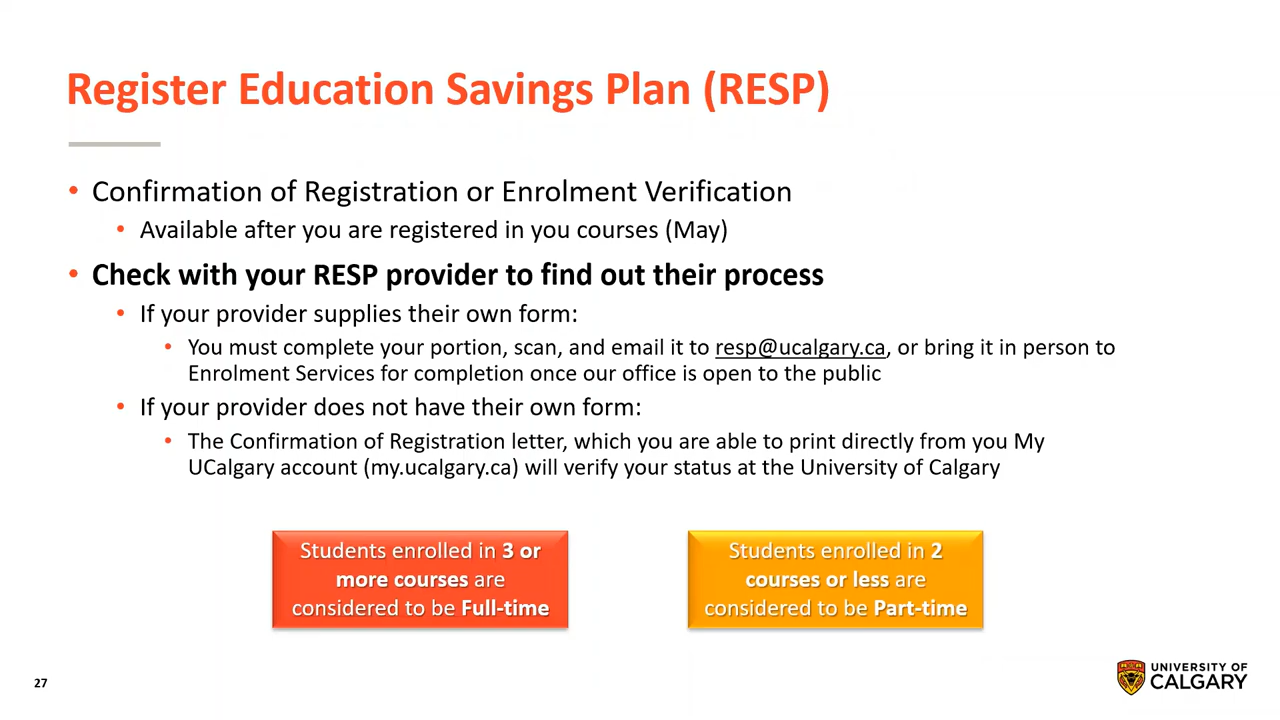 Register Education Savings Plan (RESP)
• Confirmation of Registration or Enrolment Verification
• Available after you are registered in you courses (May)
• Check with your RESP provider to find out their process
• If your provider supplies their own form:
• You must complete your portion, scan, and email it to resp@ucalgary.ca, or bring it in person to
Enrolment Services for completion once our office is open to the public
• If your provider does not have their own form:
• The Confirmation of Registration letter, which you are able to print directly from you My
UCalgary account (my.ucalgary.ca) will verify your status at the University of Calgary
Students enrolled in 3 or
more courses are
considered to be Full-time
Students enrolled in 2
courses or less are
considered to be Part-time
27
UNIVERSITY OF
CALGARY